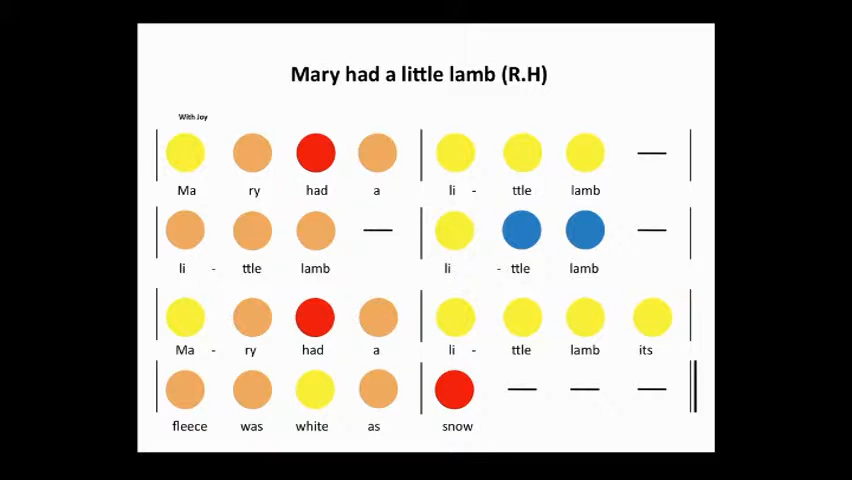 Mary had a little lamb (R.H)
With Joy
Ma ry had a li - ttle lamb
li - ttle lamb li - ttle lamb
Ma - ry had a li - ttle lamb its
fleece was white as snow